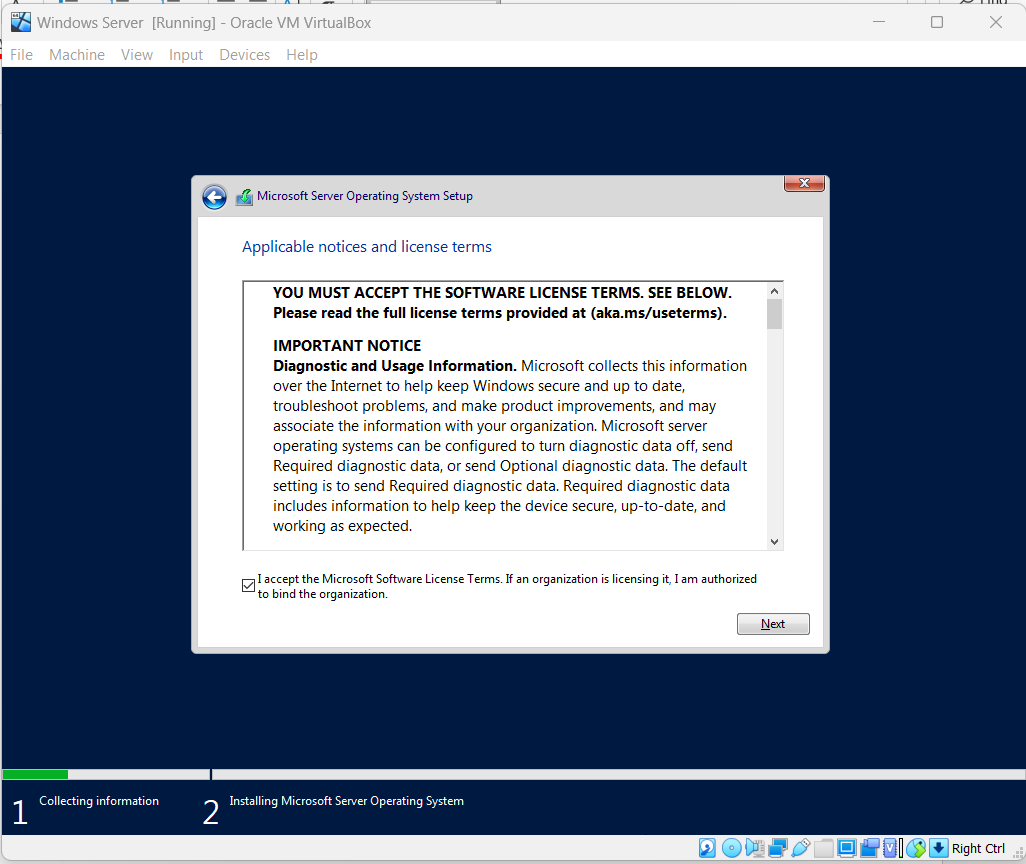 Windows Server [Running] - Oracle VM VirtualBox
File Machine View Input Devices Help
Microsoft Server Operating System Setup
Applicable notices and license terms
YOU MUST ACCEPT THE SOFTWARE LICENSE TERMS. SEE BELOW.
Please read the full license terms provided at (aka.ms/useterms).
IMPORTANT NOTICE
Diagnostic and Usage Information. Microsoft collects this information
over the Internet to help keep Windows secure and up to date,
troubleshoot problems, and make product improvements, and may
associate the information with your organization. Microsoft server
operating systems can be configured to turn diagnostic data off, send
Required diagnostic data, or send Optional diagnostic data. The default
setting is to send Required diagnostic data. Required diagnostic data
includes information to help keep the device secure, up-to-date, and
working as expected.
I accept the Microsoft Software License Terms. If an organization is licensing it, I am authorized
to bind the organization.
Next
1 Collecting information
2 Installing Microsoft Server Operating System
Right Ctrl